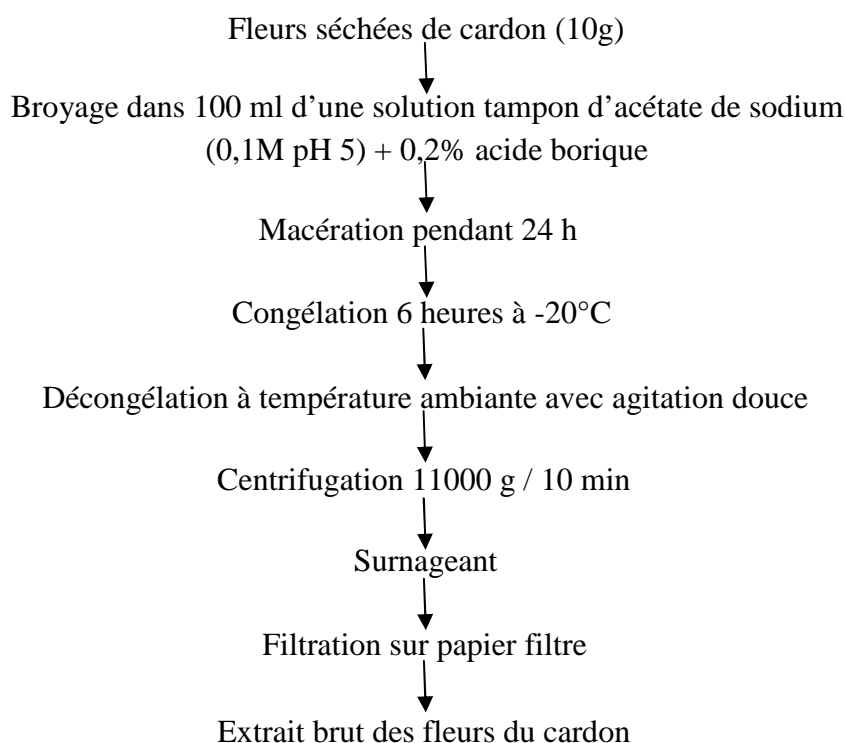 Fleurs séchées de cardon (10g)
Broyage dans 100 ml d’une solution tampon d’acétate de sodium
(0,1M pH 5) + 0,2% acide borique
Macération pendant 24 h
Congélation 6 heures à -20°C
Décongélation à température ambiante avec agitation douce
Centrifugation 11000 g / 10 min
Surnageant
Filtration sur papier filtre
Extrait brut des fleurs du cardon